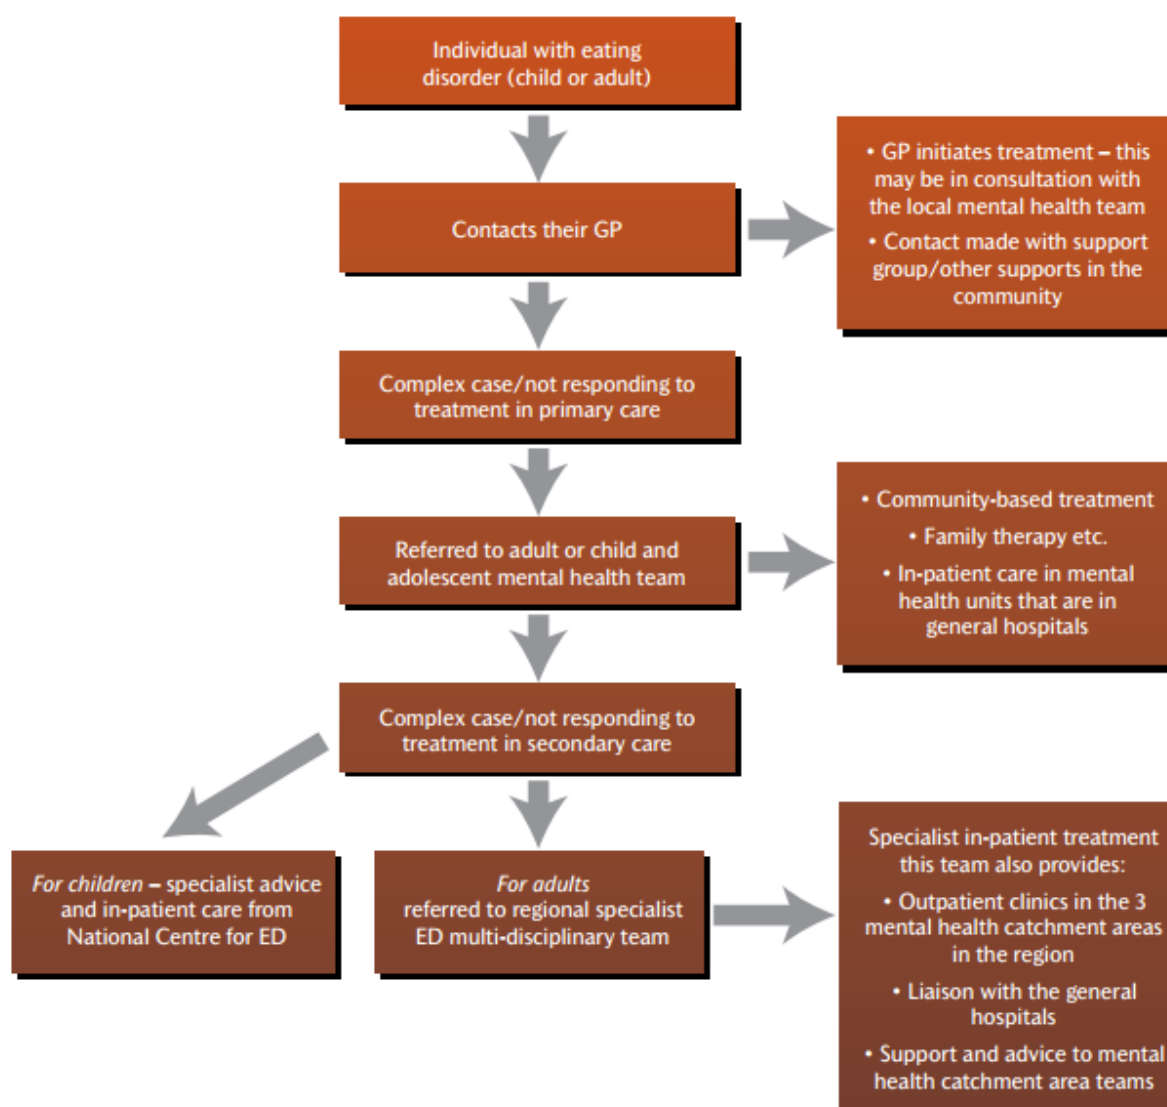 Individual with eating
disorder (child or adult)
Contacts their GP
• GP initiates treatment – this
may be in consultation with
the local mental health team
• Contact made with support
group/other supports in the
community
Complex case/not responding to
treatment in primary care
Referred to adult or child and
adolescent mental health team
• Community-based treatment
• Family therapy etc.
• In-patient care in mental
health units that are in
general hospitals
Complex case/not responding to
treatment in secondary care
For children – specialist advice
and in-patient care from
National Centre for ED
For adults
referred to regional specialist
ED multi-disciplinary team
Specialist in-patient treatment
this team also provides:
• Outpatient clinics in the 3
mental health catchment areas
in the region
• Liaison with the general
hospitals
• Support and advice to mental
health catchment area teams